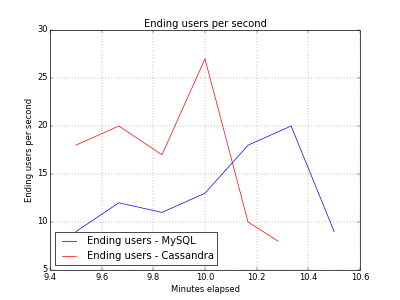 Ending users per second
30
25
20
15
10
5
Ending users per second
Ending users - MySQL
Ending users - Cassandra
9.4 9.6 9.8 10.0 10.2 10.4 10.6
Minutes elapsed